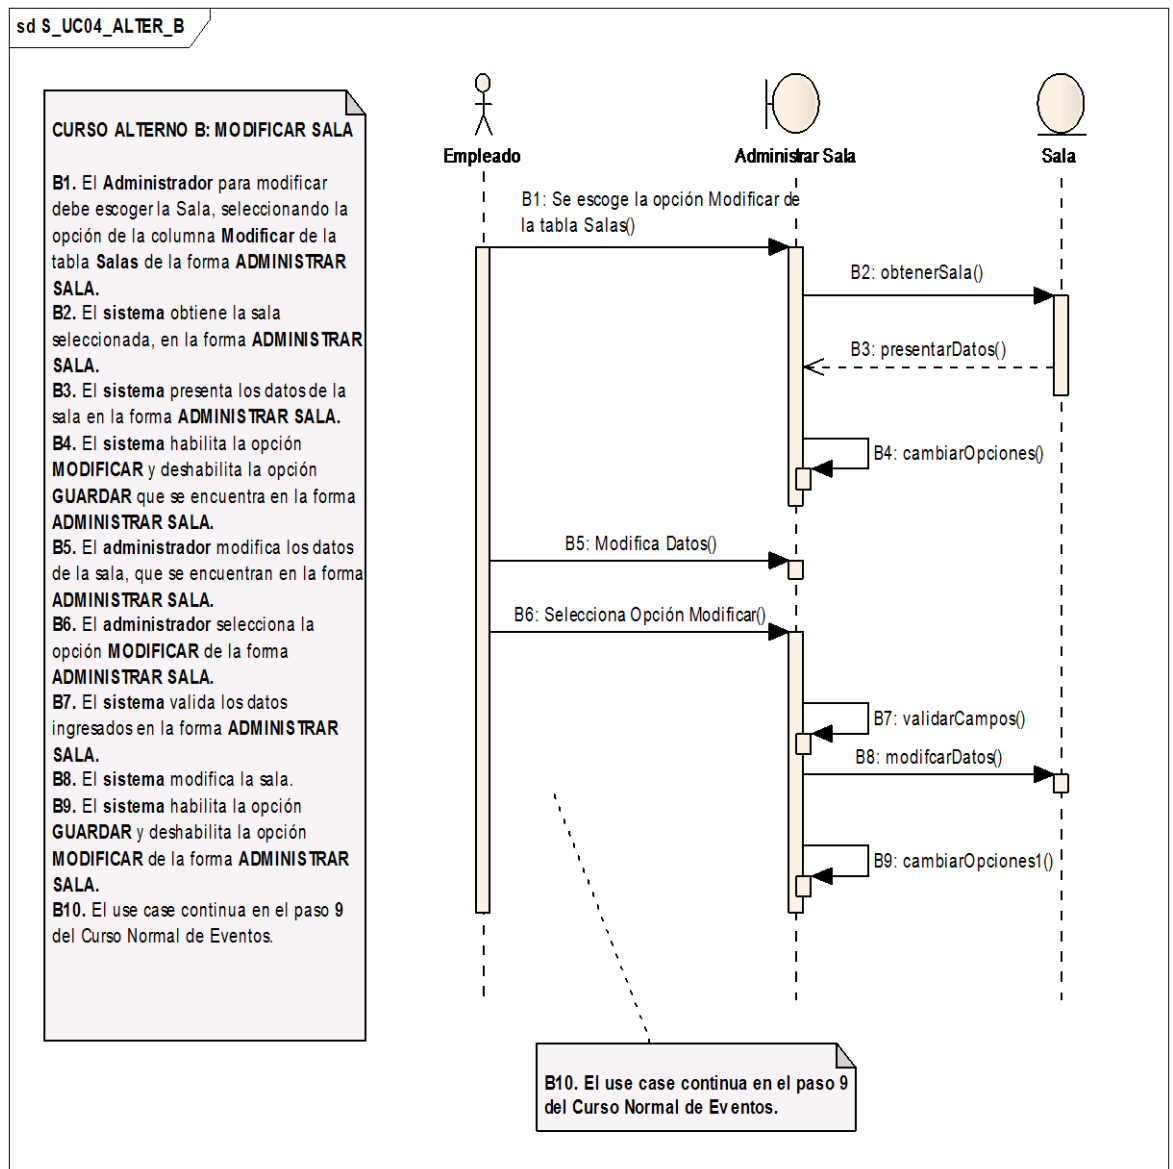 sd S_UC04_ALTER_B
CURSO ALTERNO B: MODIFICAR SALA
B1. El Administrador para modificar
debe escoger la Sala, seleccionando la
opción de la columna Modificar de la
tabla Salas de la forma ADMINISTRAR
SALA.
B2. El sistema obtiene la sala
seleccionada, en la forma ADMINISTRAR
SALA.
B3. El sistema presenta los datos de la
sala en la forma ADMINISTRAR SALA.
B4. El sistema habilita la opción
MODIFICAR y deshabilita la opción
GUARDAR que se encuentra en la forma
ADMINISTRAR SALA.
B5. El administrador modifica los datos
de la sala, que se encuentran en la forma
ADMINISTRAR SALA.
B6. El administrador selecciona la
opción MODIFICAR de la forma
ADMINISTRAR SALA.
B7. El sistema valida los datos
ingresados en la forma ADMINISTRAR
SALA.
B8. El sistema modifica la sala.
B9. El sistema habilita la opción
GUARDAR y deshabilita la opción
MODIFICAR de la forma ADMINISTRAR
SALA.
B10. El use case continua en el paso 9
del Curso Normal de Eventos.
Empleado
Administrar Sala
Sala
B1: Se escoge la opción Modificar de
la tabla Salas()
B2: obtenerSala()
B3: presentarDatos()
B4: cambiarOpciones()
B5: Modifica Datos()
B6: Selecciona Opción Modificar()
B7: validarCampos()
B8: modifcarDatos()
B9: cambiarOpciones1()
B10. El use case continua en el paso 9
del Curso Normal de Eventos.